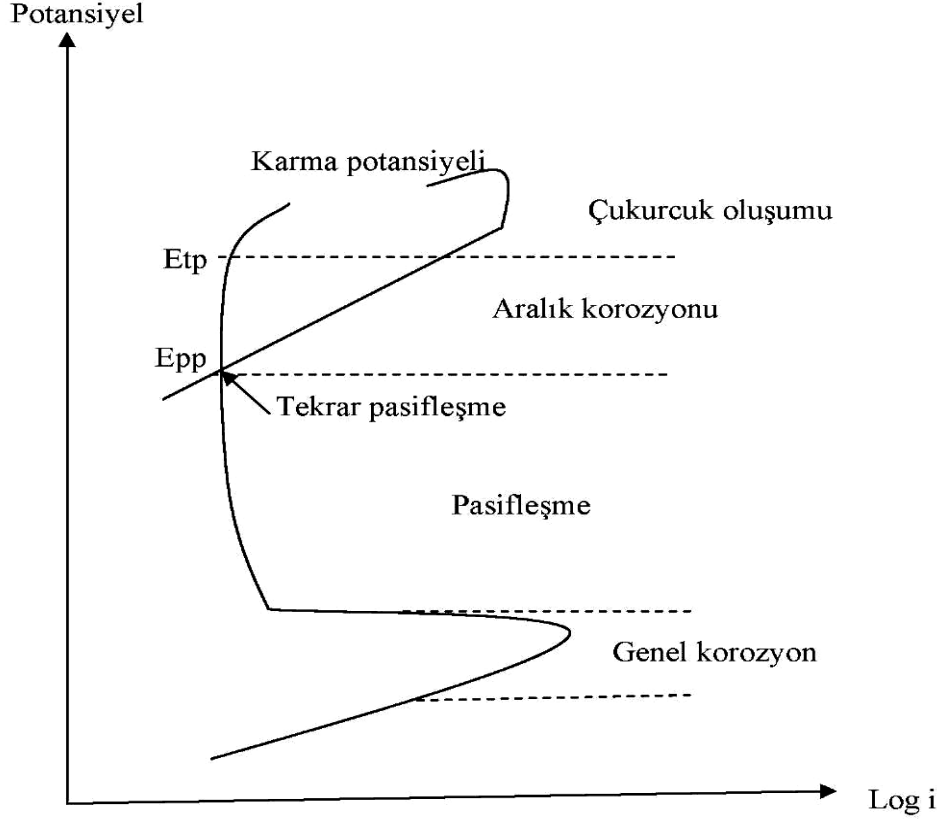 Potansiyel
Karma potansiyeli
Çukurcuk oluşumu
Etp
Aralık korozyonu
Epp
Tekrar pasifleşme
Pasifleşme
Genel korozyon
Log i